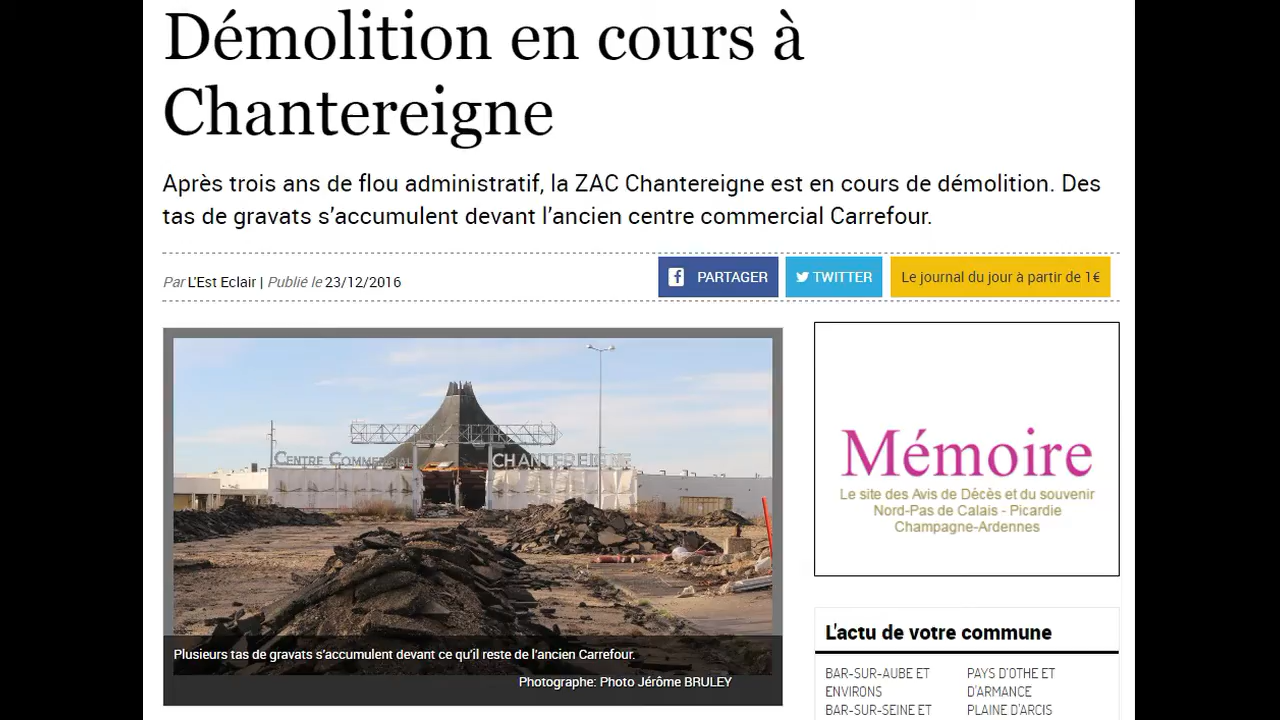 Démolition en cours à
Chantereigne
Après trois ans de flou administratif, la ZAC Chantereigne est en cours de démolition. Des
tas de gravats s’accumulent devant l’ancien centre commercial Carrefour.
Par L'Est Eclair | Publié le 23/12/2016
PARTAGER
TWITTER
Le journal du jour à partir de 1€
CENTRE COMMERCIAL
CHANTEREIGNE
Plusieurs tas de gravats s’accumulent devant ce qu’il reste de l’ancien Carrefour.
Photographe: Photo Jérôme BRULEY
Mémoire
Le site des Avis de Décès et du souvenir
Nord-Pas de Calais - Picardie
Champagne-Ardennes
L'actu de votre commune
BAR-SUR-AUBE ET
ENVIRONS
BAR-SUR-SEINE ET
PAYS D'OTHE ET
D'ARMANCE
PLAINE D'ARCIS